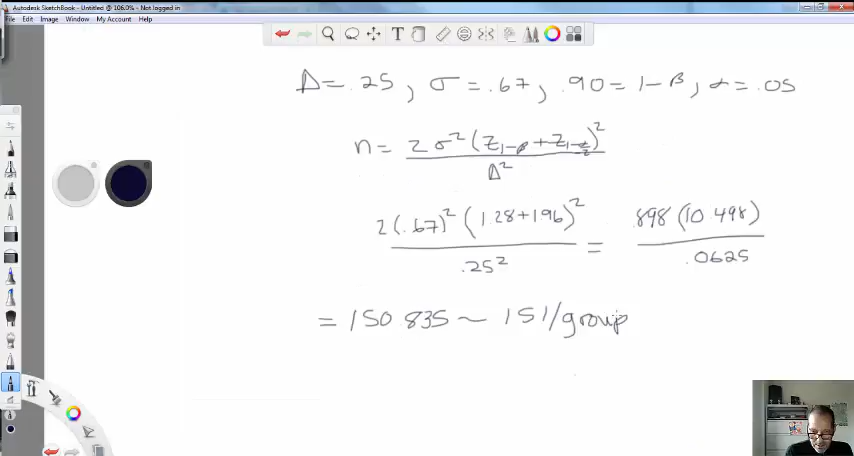 Autodesk SketchBook - Untitled @ 106.0% - Not logged in
File Edit Image Window My Account Help
Δ=.25, σ=.67, .90=1-β, α=.05
n= 2σ²(z₁₋β+z₁₋α/2)² / Δ²
2(.67)²(1.28+1.96)² / .25² = 898(10.498) / .0625
=150 835~151/group